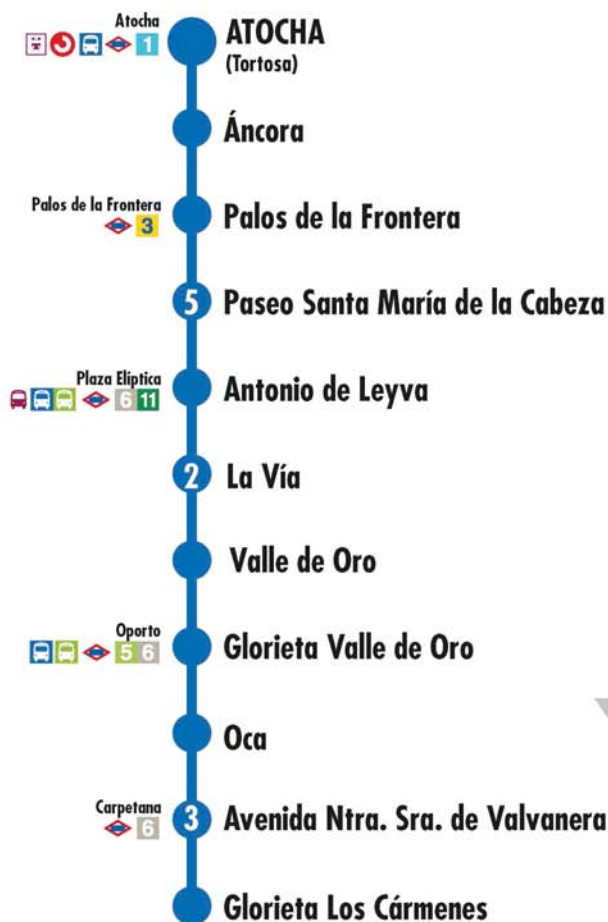 Atocha
1
ATOCHA
(Tortosa)
Áncora
Palos de la Frontera
3
Palos de la Frontera
5 Paseo Santa María de la Cabeza
Plaza Elíptica
6 11
Antonio de Leyva
2 La Vía
Valle de Oro
Oporto
5 6
Glorieta Valle de Oro
Oca
Carpetana
6
3 Avenida Ntra. Sra. de Valvanera
Glorieta Los Cármenes